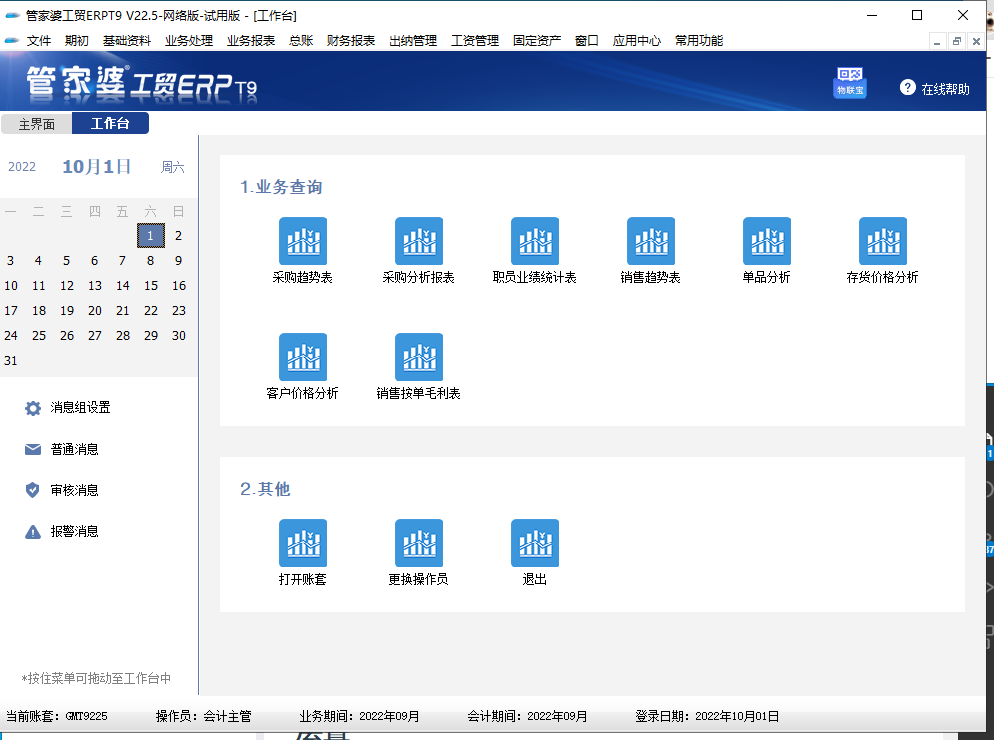 管家婆工贸ERPT9 V22.5-网络版-试用版 - [工作台]
文件 期初 基础资料 业务处理 业务报表 总账 财务报表 出纳管理 工资管理 固定资产 窗口 应用中心 常用功能
管家婆®工贸ERP T9
物联宝
? 在线帮助
主界面 工作台
2022 10月1日 周六
一 二 三 四 五 六 日
1 2
3 4 5 6 7 8 9
10 11 12 13 14 15 16
17 18 19 20 21 22 23
24 25 26 27 28 29 30
31
消息组设置
普通消息
审核消息
报警消息
*按住菜单可拖动至工作台中
1.业务查询
采购趋势表 采购分析报表 职员业绩统计表 销售趋势表 单品分析 存货价格分析
客户价格分析 销售按单毛利表
2.其他
打开账套 更换操作员 退出
当前账套: GMT9225 操作员: 会计主管 业务期间: 2022年09月 会计期间: 2022年09月 登录日期: 2022年10月01日